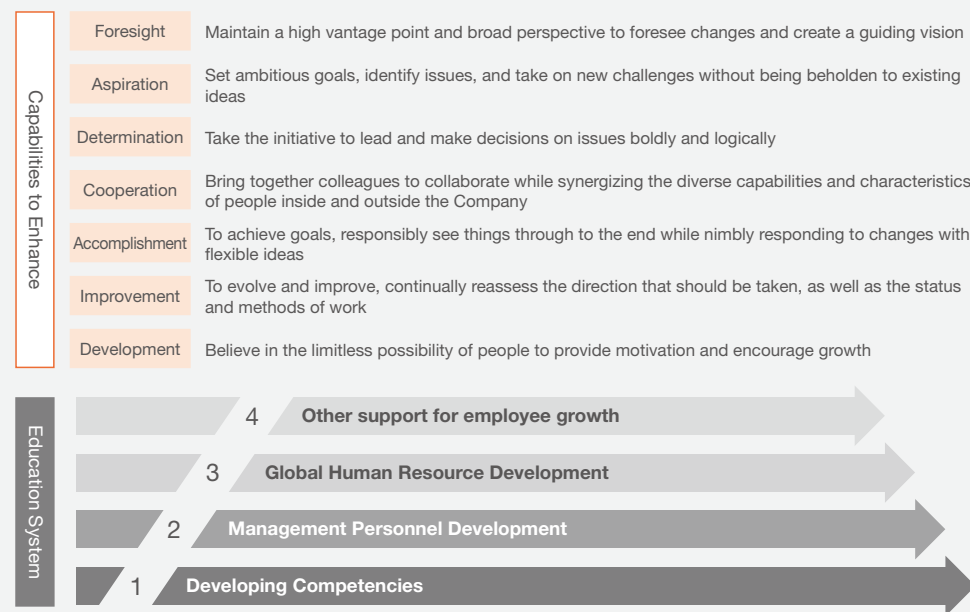 Capabilities to Enhance
Foresight
Maintain a high vantage point and broad perspective to foresee changes and create a guiding vision
Aspiration
Set ambitious goals, identify issues, and take on new challenges without being beholden to existing
ideas
Determination
Take the initiative to lead and make decisions on issues boldly and logically
Cooperation
Bring together colleagues to collaborate while synergizing the diverse capabilities and characteristics
of people inside and outside the Company
Accomplishment
To achieve goals, responsibly see things through to the end while nimbly responding to changes with
flexible ideas
Improvement
To evolve and improve, continually reassess the direction that should be taken, as well as the status
and methods of work
Development
Believe in the limitless possibility of people to provide motivation and encourage growth
Education System
4 Other support for employee growth
3 Global Human Resource Development
2 Management Personnel Development
1 Developing Competencies